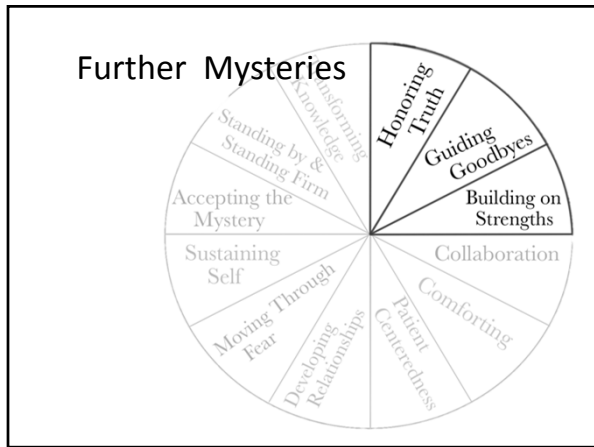 Further Mysteries
Honoring
Truth
Guiding
Goodbyes
Building on
Strengths
Collaboration
Comforting
Patient
Centeredness
Developing
Relationships
Moving Through
Fear
Sustaining
Self
Accepting the
Mystery
Standing by &
Standing Firm
Transforming
Knowledge